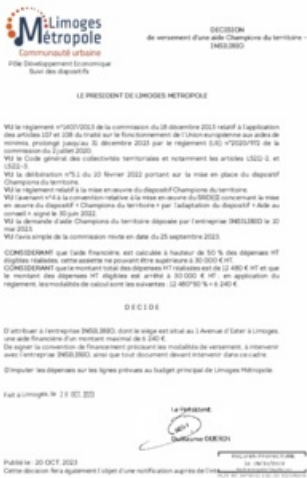 Limoges
Métropole
Communauté urbaine
Pôle Développement Economique
Suivi des dispositifs
DECISION
de versement d'une aide Champions du territoire -
LE PRESIDENT DE LIMOGES METROPOLE
VU le règlement n°1407/2013 de la commission du 18 décembre 2013 relatif à l'application
des articles 107 et 108 du traité sur le fonctionnement de l'Union européenne aux aides de
minimis, prolongé jusqu'au 31 décembre 2023 par le règlement (UE) n°2020/972 de la
commission du 2 juillet 2020.
VU le Code général des collectivités territoriales et notamment les articles L5211-2, et
VU la délibération n°5.1 du 10 février 2022 portant sur la mise en place du dispositif
Champions du territoire.
VU le règlement relatif à la mise en œuvre du dispositif Champions du territoire.
VU l'avenant n°4 à la convention relative à la mise en œuvre du SRDEII concernant la mise
en œuvre du dispositif « Champions du territoire » par l'adaptation du dispositif « Aide au
conseil » signé le 30 juin 2022.
VU la demande d'aide Champions du territoire déposée par l'entreprise le 10
mai 2023.
VU l'avis simple de la commission mixte en date du 25 septembre 2023.
CONSIDERANT que l'aide financière est calculée à hauteur de 50 % des dépenses HT
éligibles réalisées, cette assiette ne pouvant être supérieure à 30 000 € HT.
CONSIDERANT que le montant total des dépenses HT réalisées est de 12 480 € HT et que
le montant des dépenses HT éligibles est arrêté à 30 000 € HT, en application du
règlement, les modalités de calcul sont les suivantes : 12 480*50 % = 6 240 €.
DECIDE
D'attribuer à l'entreprise dont le siège est situé au 1 Avenue d'Ester à Limoges,
une aide financière d'un montant maximal de 6 240 €.
De signer la convention de financement précisant les modalités de versement, à intervenir
avec l'entreprise ainsi que tout document devant intervenir dans ce cadre.
D'imputer les dépenses sur les lignes prévues au budget principal de Limoges Métropole.
Fait à Limoges, le OCT. 2023
Le Président
Guillaume GUERIN
Publié le : 20 OCT. 2023
Cette décision fera également l'objet d'une notification auprès de